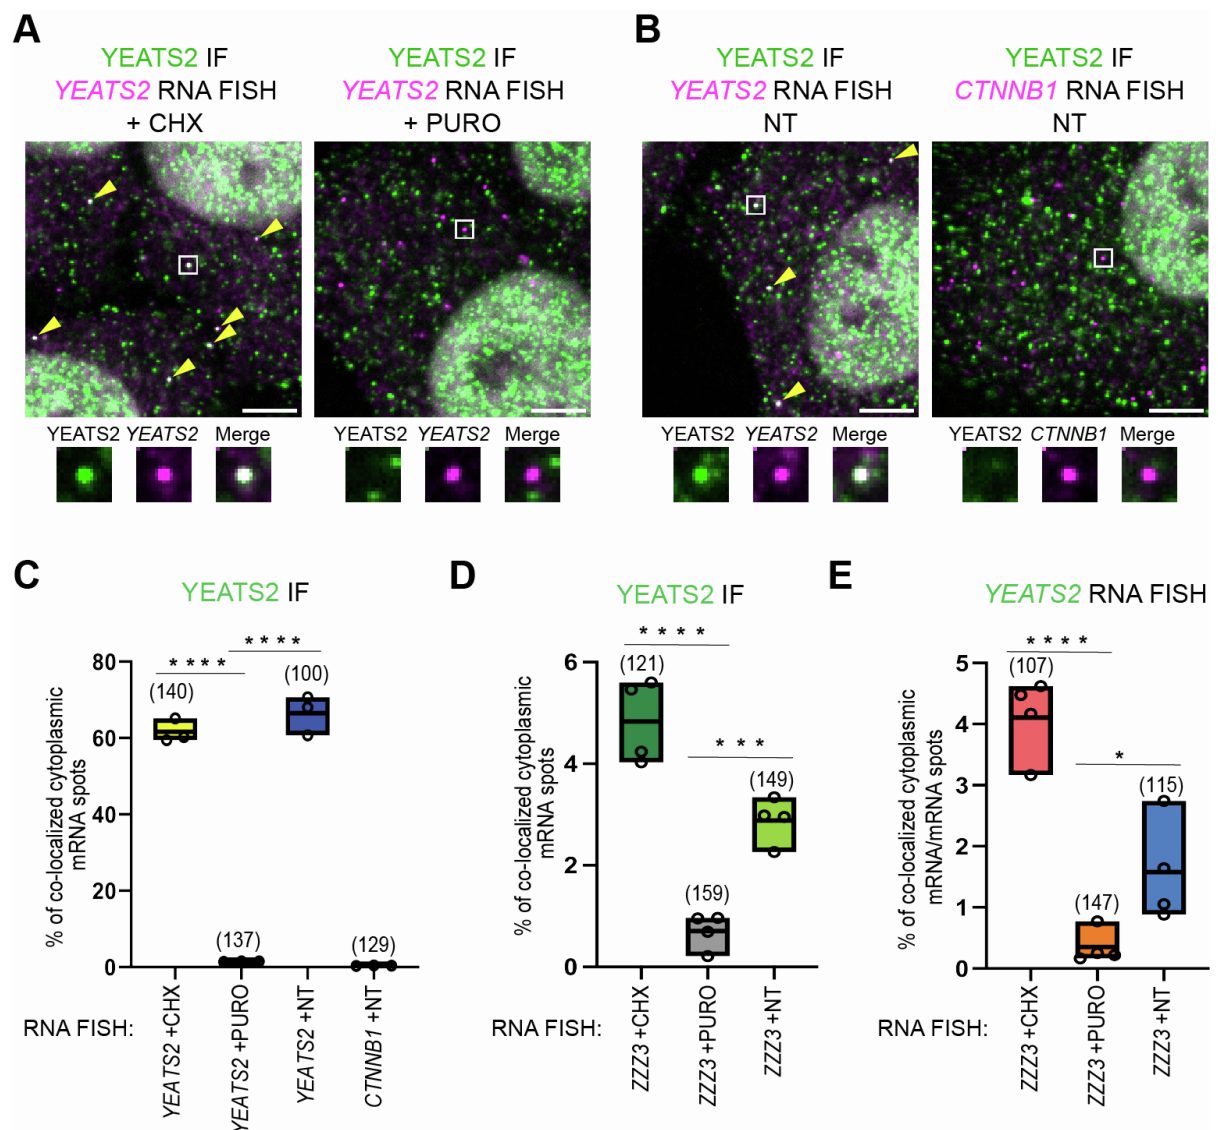 A
YEATS2 IF
YEATS2 RNA FISH
+ CHX
YEATS2 IF
YEATS2 RNA FISH
+ PURO
YEATS2 YEATS2 Merge
YEATS2 YEATS2 Merge
B
YEATS2 IF
YEATS2 RNA FISH
NT
YEATS2 IF
CTNNB1 RNA FISH
NT
YEATS2 YEATS2 Merge
YEATS2 CTNNB1 Merge
C
YEATS2 IF
% of co-localized cytoplasmic
mRNA spots
80
60
40
20
0
* * * *
* * * *
(140)
(137)
(100)
(129)
RNA FISH:
YEATS2 +CHX
YEATS2 +PURO
YEATS2 +NT
CTNNB1 +NT
D
YEATS2 IF
% of co-localized cytoplasmic
mRNA spots
6
4
2
0
* * * *
* * *
(121)
(159)
(149)
RNA FISH:
ZZZ3 +CHX
ZZZ3 +PURO
ZZZ3 +NT
E
YEATS2 RNA FISH
% of co-localized cytoplasmic
mRNA/mRNA spots
5
4
3
2
1
0
* * * *
*
(107)
(147)
(115)
RNA FISH:
ZZZ3 +CHX
ZZZ3 +PURO
ZZZ3 +NT